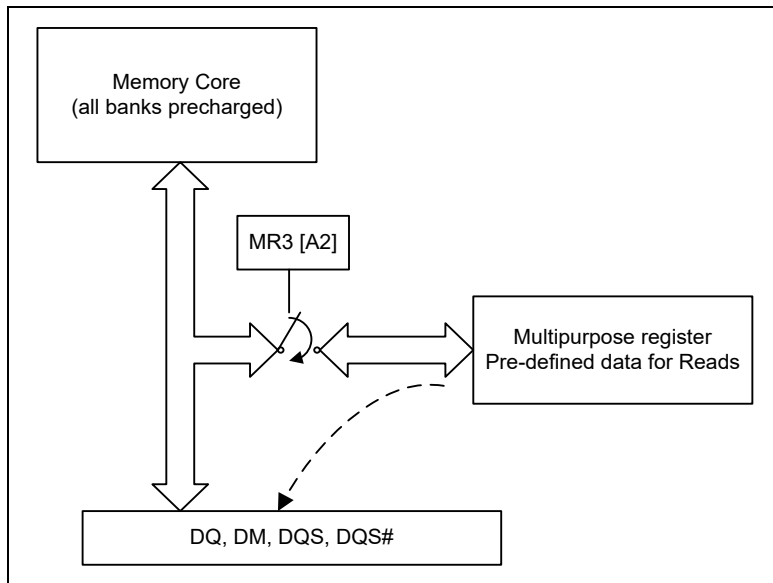 Memory Core
(all banks precharged)
MR3 [A2]
Multipurpose register
Pre-defined data for Reads
DQ, DM, DQS, DQS#